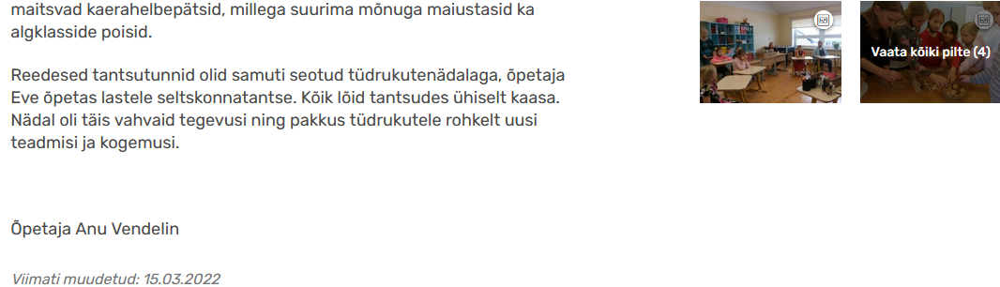 maitsvad kaerahelbepätsid, millega suurima mõnuga maiustasid ka
algklasside poisid.
Reedesed tantsutunnid olid samuti seotud tüdrukutenädalaga, õpetaja
Eve õpetas lastele seltskonnatantse. Kõik lõid tantsudes ühiselt kaasa.
Nädal oli täis vahvaid tegevusi ning pakkus tüdrukutele rohkelt uusi
teadmisi ja kogemusi.
Õpetaja Anu Vendelin
Viimati muudetud: 15.03.2022
Vaata kõiki pilte (4)